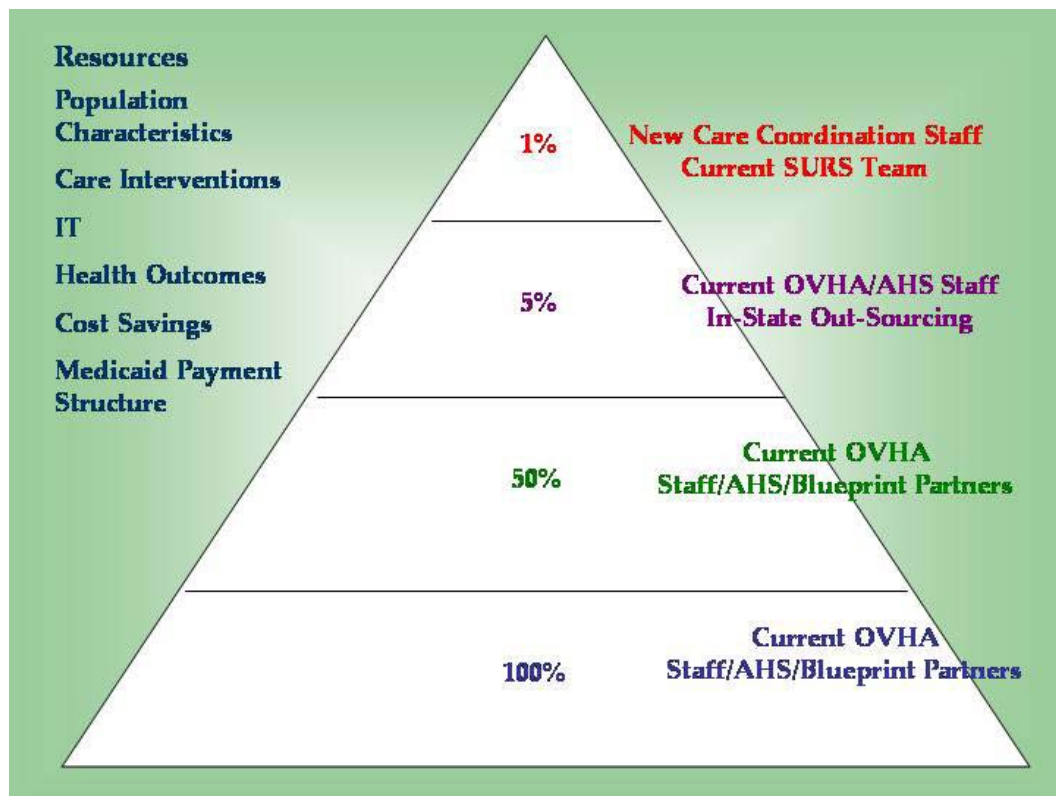 Resources
Population
Characteristics
Care Interventions
IT
Health Outcomes
Cost Savings
Medicaid Payment
Structure
1%
New Care Coordination Staff
Current SURS Team
5%
Current OVHA/AHS Staff
In-State Out-Sourcing
50%
Current OVHA
Staff/AHS/Blueprint Partners
100%
Current OVHA
Staff/AHS/Blueprint Partners